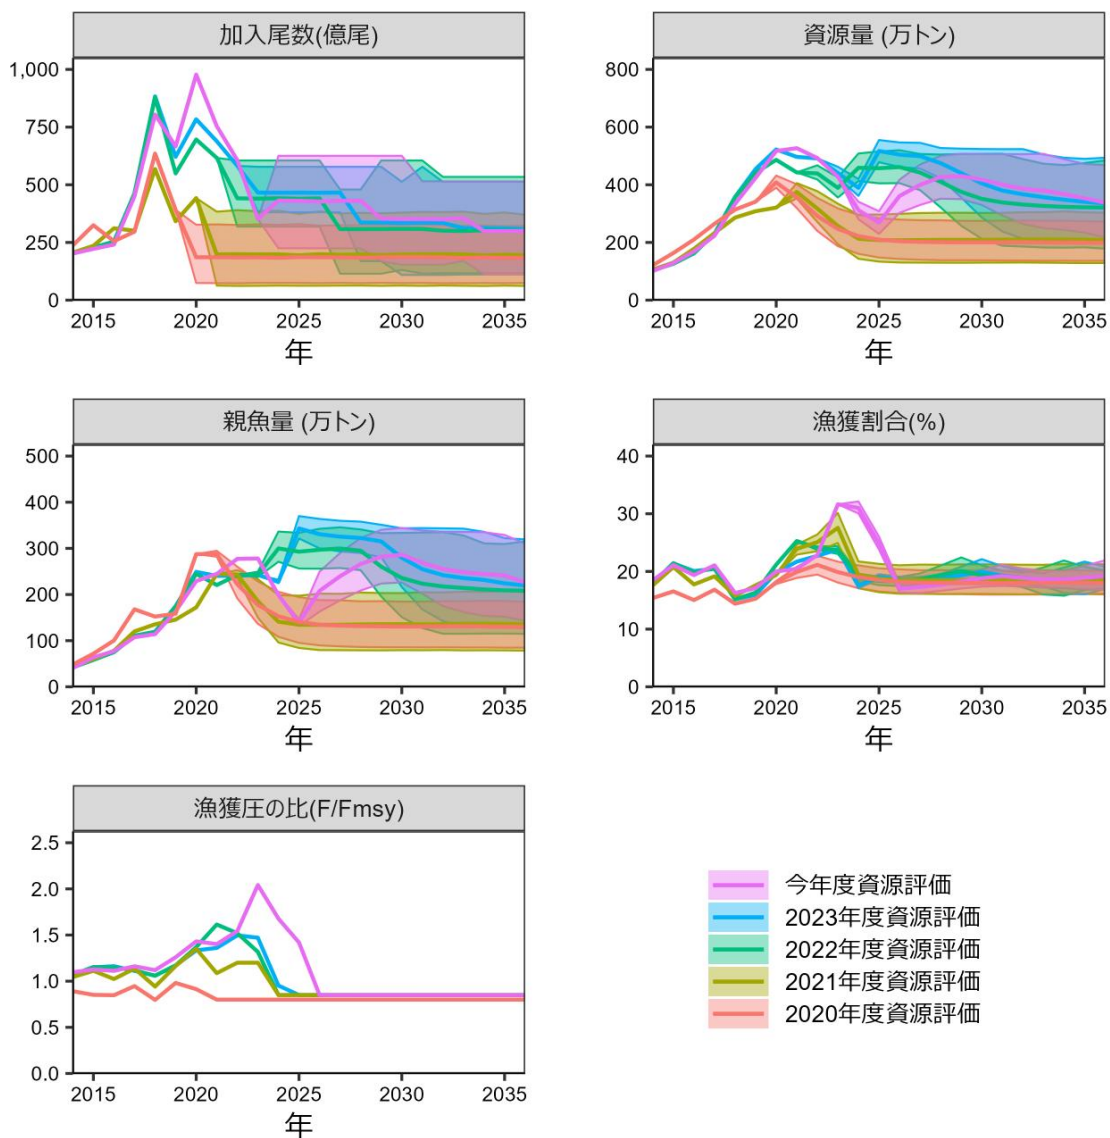 加入尾数(億尾)
1,000
750
500
250
0
2015 2020 2025 2030 2035
年
資源量 (万トン)
800
600
400
200
0
2015 2020 2025 2030 2035
年
親魚量 (万トン)
500
400
300
200
100
0
2015 2020 2025 2030 2035
年
漁獲割合(%)
40
30
20
10
0
2015 2020 2025 2030 2035
年
漁獲圧の比(F/Fmsy)
2.5
2.0
1.5
1.0
0.5
0.0
2015 2020 2025 2030 2035
年
今年度資源評価
2023年度資源評価
2022年度資源評価
2021年度資源評価
2020年度資源評価